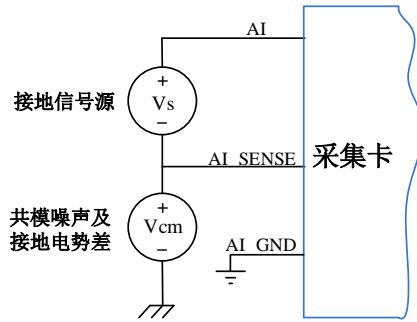 AI
+
Vs
−
接地信号源
AI_SENSE
采集卡
共模噪声及
接地电势差
+
Vcm
−
AI_GND